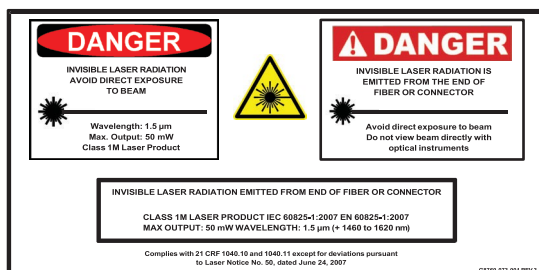 DANGER
INVISIBLE LASER RADIATION
AVOID DIRECT EXPOSURE
TO BEAM
Wavelength: 1.5 µm
Max. Output: 50 mW
Class 1M Laser Product
DANGER
INVISIBLE LASER RADIATION IS
EMITTED FROM THE END OF
FIBER OR CONNECTOR
Avoid direct exposure to beam
Do not view beam directly with
optical instruments
INVISIBLE LASER RADIATION EMITTED FROM END OF FIBER OR CONNECTOR
CLASS 1M LASER PRODUCT IEC 60825-1:2007 EN 60825-1:2007
MAX OUTPUT: 50 mW WAVELENGTH: 1.5 µm (+ 1460 to 1620 nm)
Complies with 21 CRF 1040.10 and 1040.11 except for deviations pursuant
to Laser Notice No. 50, dated June 24, 2007